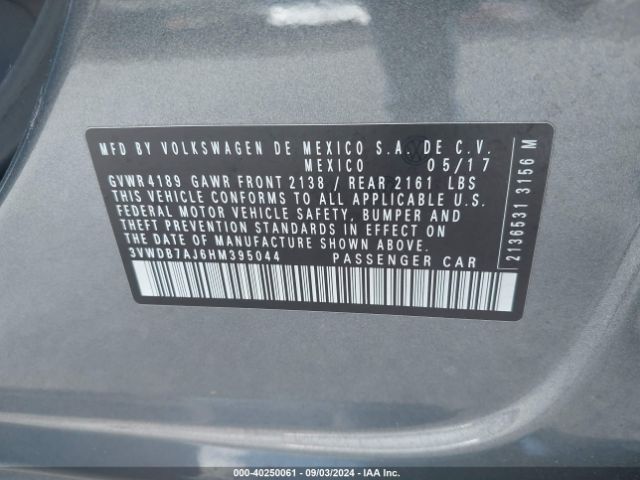 MFD BY VOLKSWAGEN DE MEXICO S.A. DE C.V.
MEXICO 05/17
GVWR 4189 GAWR FRONT 2138 / REAR 2161 LBS
THIS VEHICLE CONFORMS TO ALL APPLICABLE U.S.
FEDERAL MOTOR VEHICLE SAFETY, BUMPER AND
THEFT PREVENTION STANDARDS IN EFFECT ON
THE DATE OF MANUFACTURE SHOWN ABOVE.
3VWDB7AJ6HM395044 PASSENGER CAR
2136531 3156 M
000-40250061 - 09/03/2024 - IAA Inc.